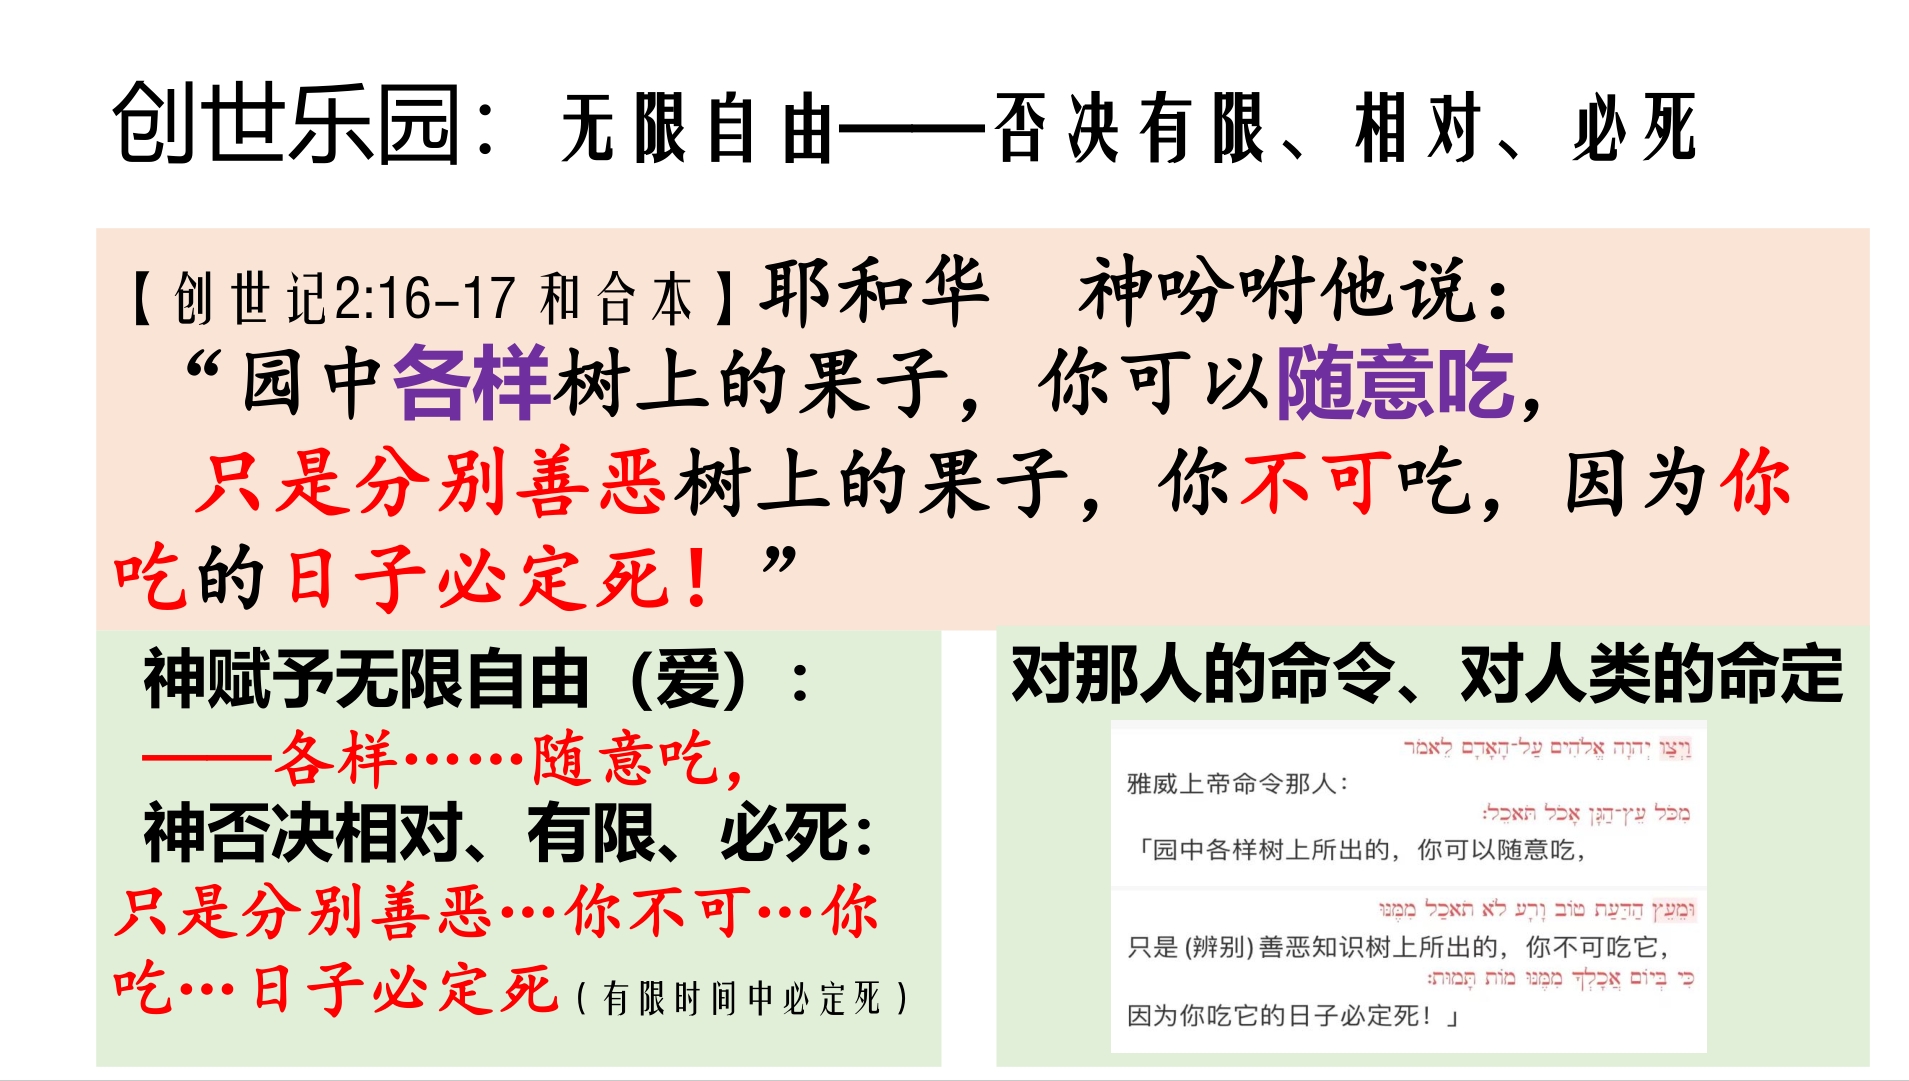 创世乐园：无限自由——否决有限、相对、必死
【创世记2:16-17 和合本】耶和华　神吩咐他说：
“园中各样树上的果子，你可以随意吃，
只是分别善恶树上的果子，你不可吃，因为你
吃的日子必定死！”
神赋予无限自由（爱）：
——各样……随意吃，
神否决相对、有限、必死：
只是分别善恶…你不可…你
吃…日子必定死（有限时间中必定死）
对那人的命令、对人类的命定
וַיְצַו יְהוָה אֱלֹהִים עַל־הָאָדָם לֵאמֹר
雅威上帝命令那人：
מִכֹּל עֵץ־הַגָּן אָכֹל תֹּאכֵל׃
「园中各样树上所出的，你可以随意吃，
וּמֵעֵץ הַדַּעַת טוֹב וָרָע לֹא תֹאכַל מִמֶּנּוּ
只是 (辨别) 善恶知识树上所出的，你不可吃它，
כִּי בְּיוֹם אֲכָלְךָ מִמֶּנּוּ מוֹת תָּמוּת׃
因为你吃它的日子必定死！」